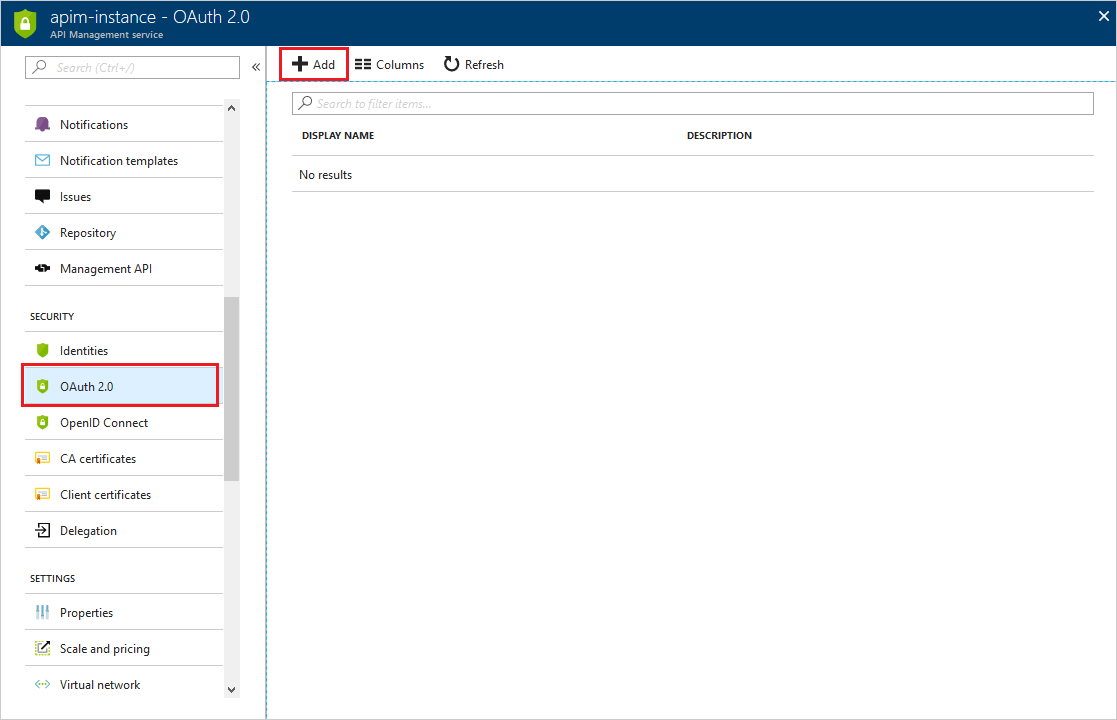 apim-instance - OAuth 2.0
API Management service
Search (Ctrl+/)
Notifications
Notification templates
Issues
Repository
Management API
SECURITY
Identities
OAuth 2.0
OpenID Connect
CA certificates
Client certificates
Delegation
SETTINGS
Properties
Scale and pricing
Virtual network
Add Columns Refresh
Search to filter items...
DISPLAY NAME DESCRIPTION
No results